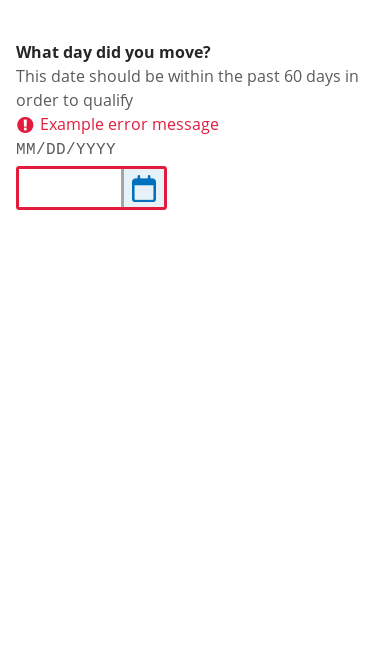 What day did you move?
This date should be within the past 60 days in
order to qualify
Example error message
MM/DD/YYYY